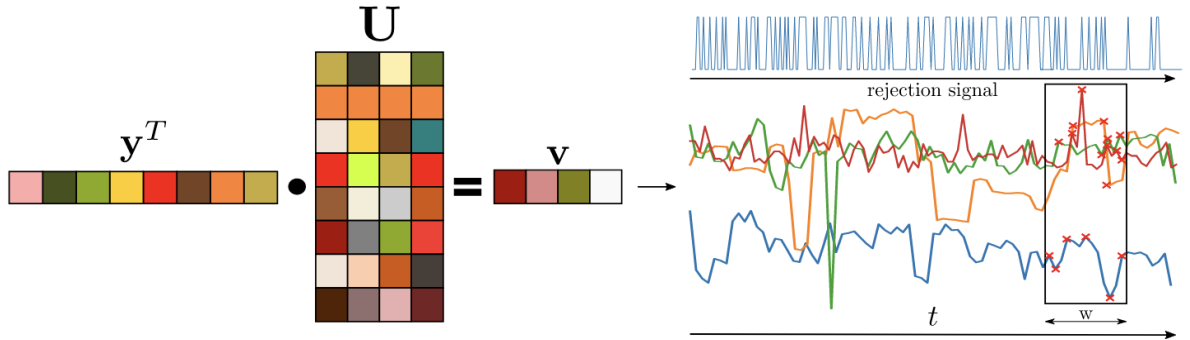 U
y^T
• =
v
rejection signal
w
t